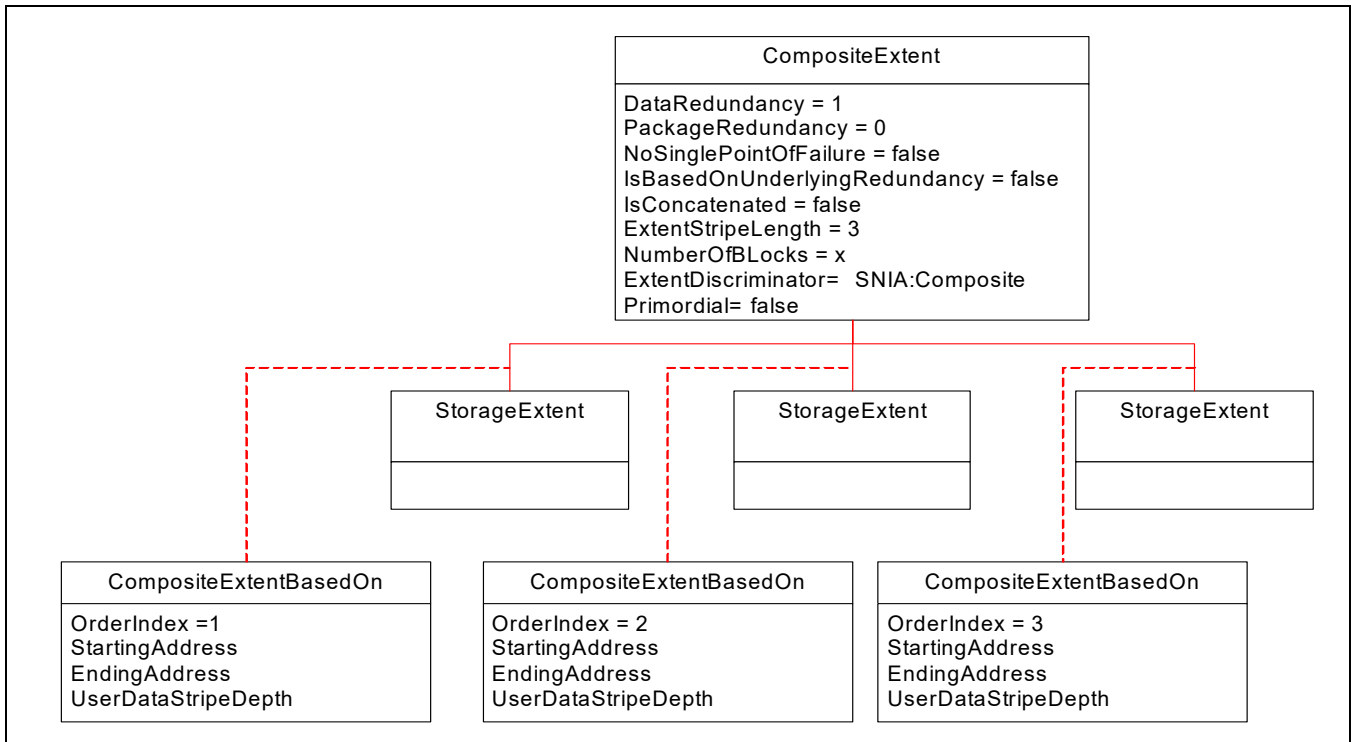 CompositeExtent
DataRedundancy = 1
PackageRedundancy = 0
NoSinglePointOfFailure = false
IsBasedOnUnderlyingRedundancy = false
IsConcatenated = false
ExtentStripeLength = 3
NumberOfBLocks = x
ExtentDiscriminator= SNIA:Composite
Primordial= false
StorageExtent
StorageExtent
StorageExtent
CompositeExtentBasedOn
OrderIndex =1
StartingAddress
EndingAddress
UserDataStripeDepth
CompositeExtentBasedOn
OrderIndex = 2
StartingAddress
EndingAddress
UserDataStripeDepth
CompositeExtentBasedOn
OrderIndex = 3
StartingAddress
EndingAddress
UserDataStripeDepth